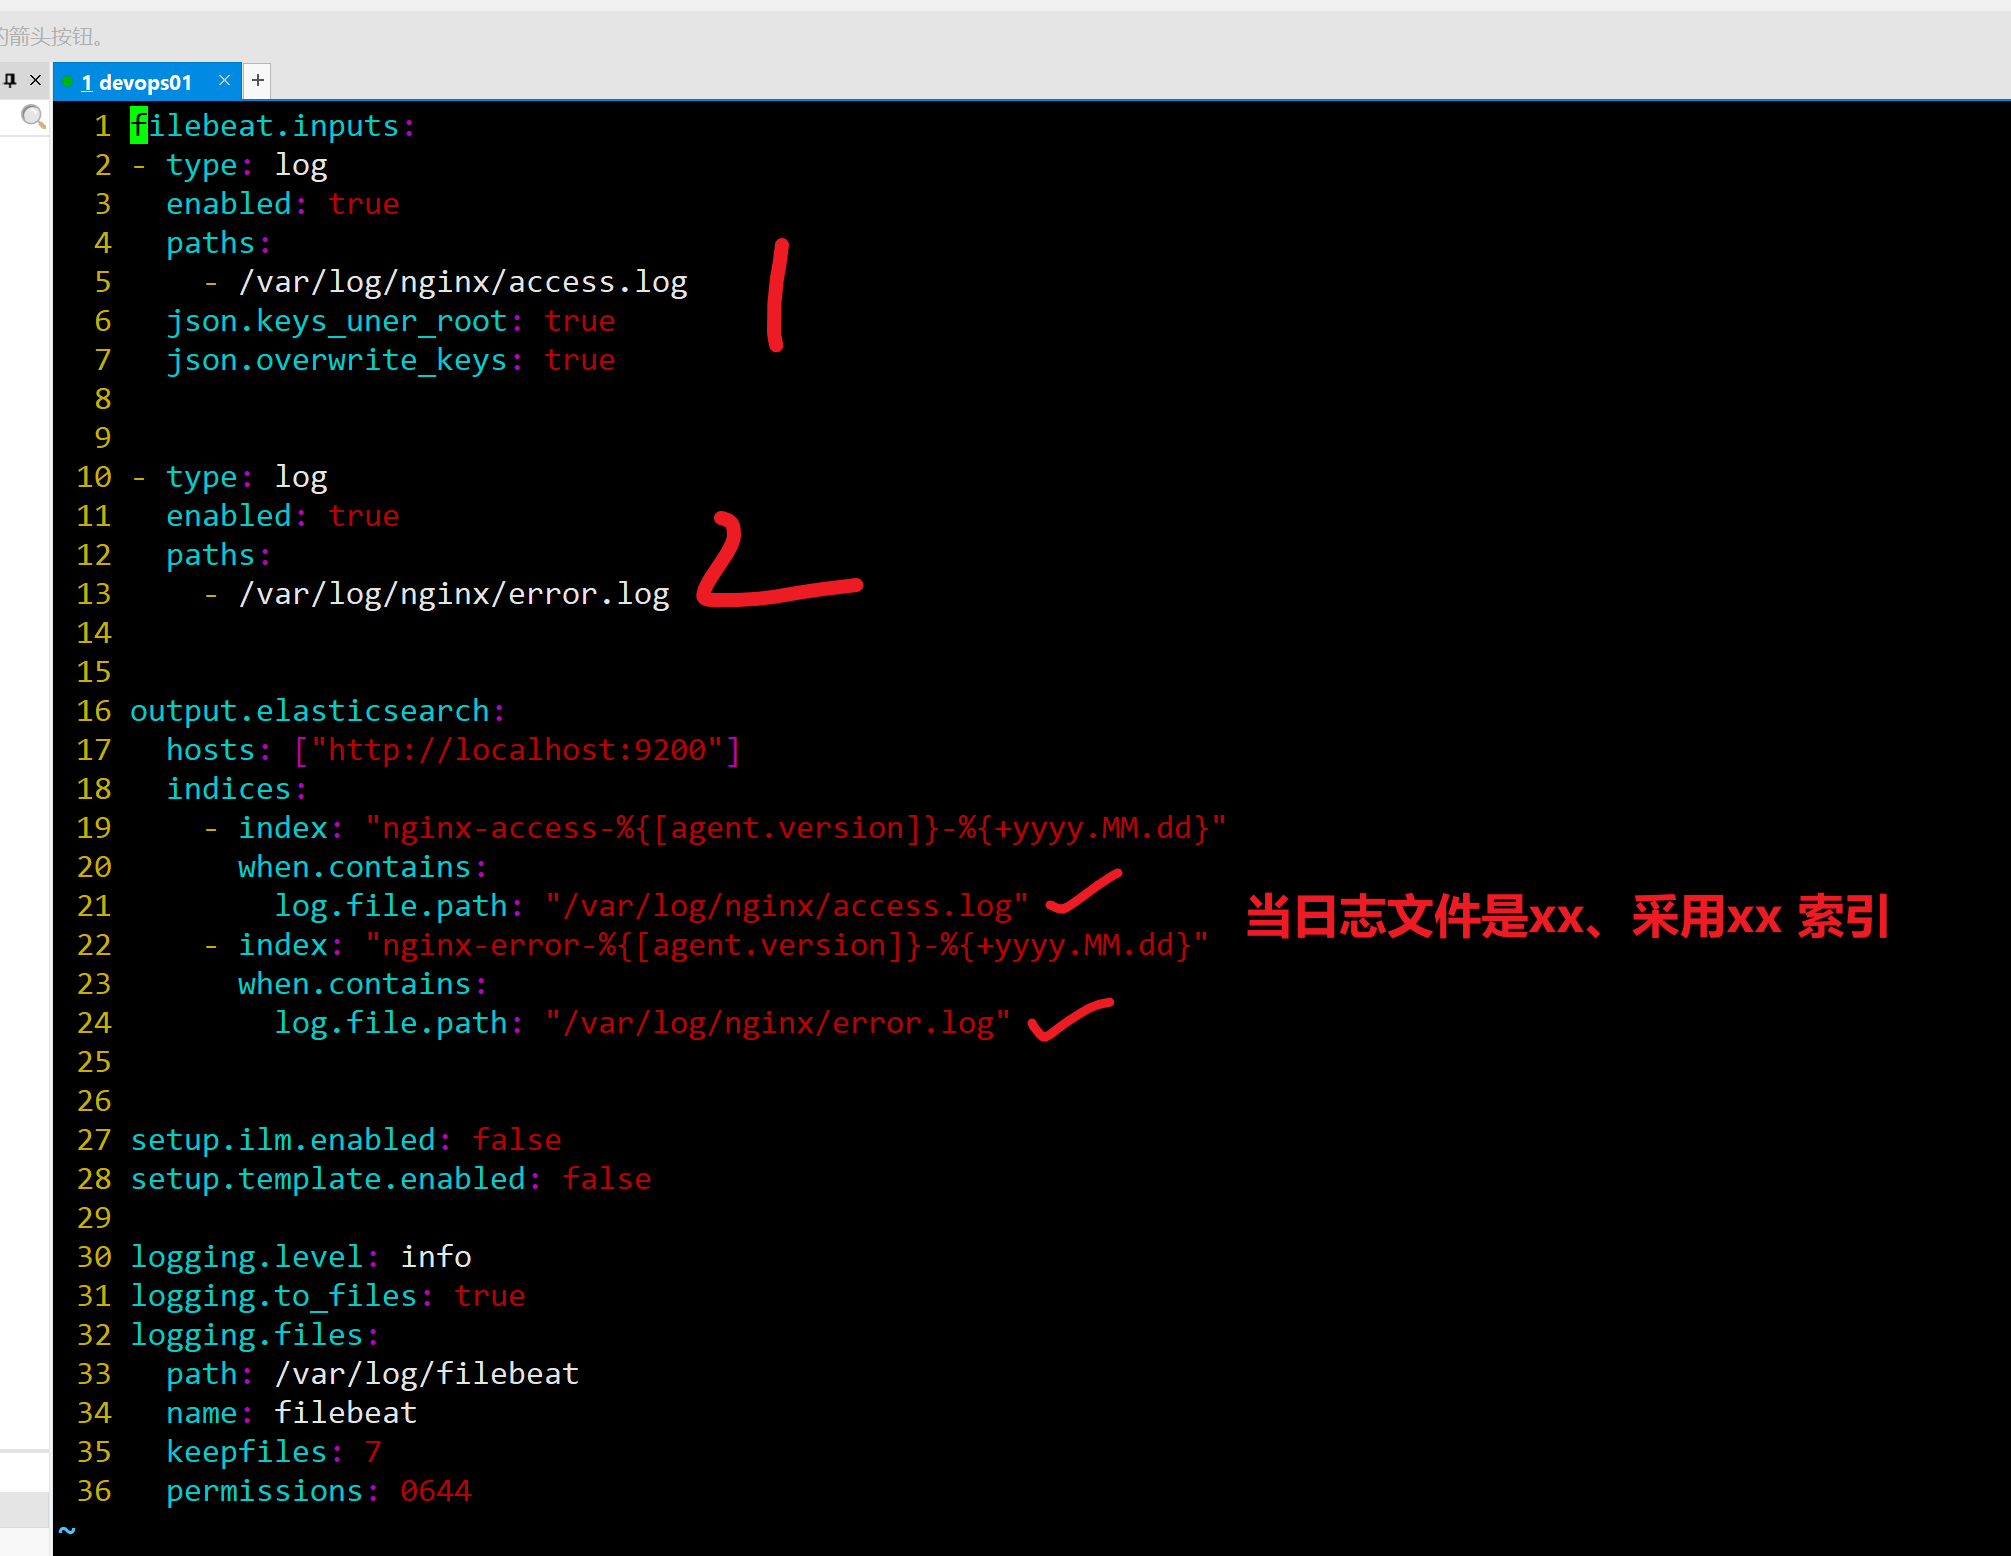 的箭头按钮。
1 devops01 × +
1 filebeat.inputs:
2 - type: log
3   enabled: true
4   paths:
5     - /var/log/nginx/access.log
6   json.keys_uner_root: true
7   json.overwrite_keys: true
1
8
9
10 - type: log
11   enabled: true
12   paths:
13     - /var/log/nginx/error.log
2
14
15
16 output.elasticsearch:
17   hosts: ["http://localhost:9200"]
18   indices:
19     - index: "nginx-access-%{[agent.version]}-%{+yyyy.MM.dd}"
20       when.contains:
21         log.file.path: "/var/log/nginx/access.log"
当日志文件是xx、采用xx 索引
22     - index: "nginx-error-%{[agent.version]}-%{+yyyy.MM.dd}"
23       when.contains:
24         log.file.path: "/var/log/nginx/error.log"
25
26
27 setup.ilm.enabled: false
28 setup.template.enabled: false
29
30 logging.level: info
31 logging.to_files: true
32 logging.files:
33   path: /var/log/filebeat
34   name: filebeat
35   keepfiles: 7
36   permissions: 0644
~